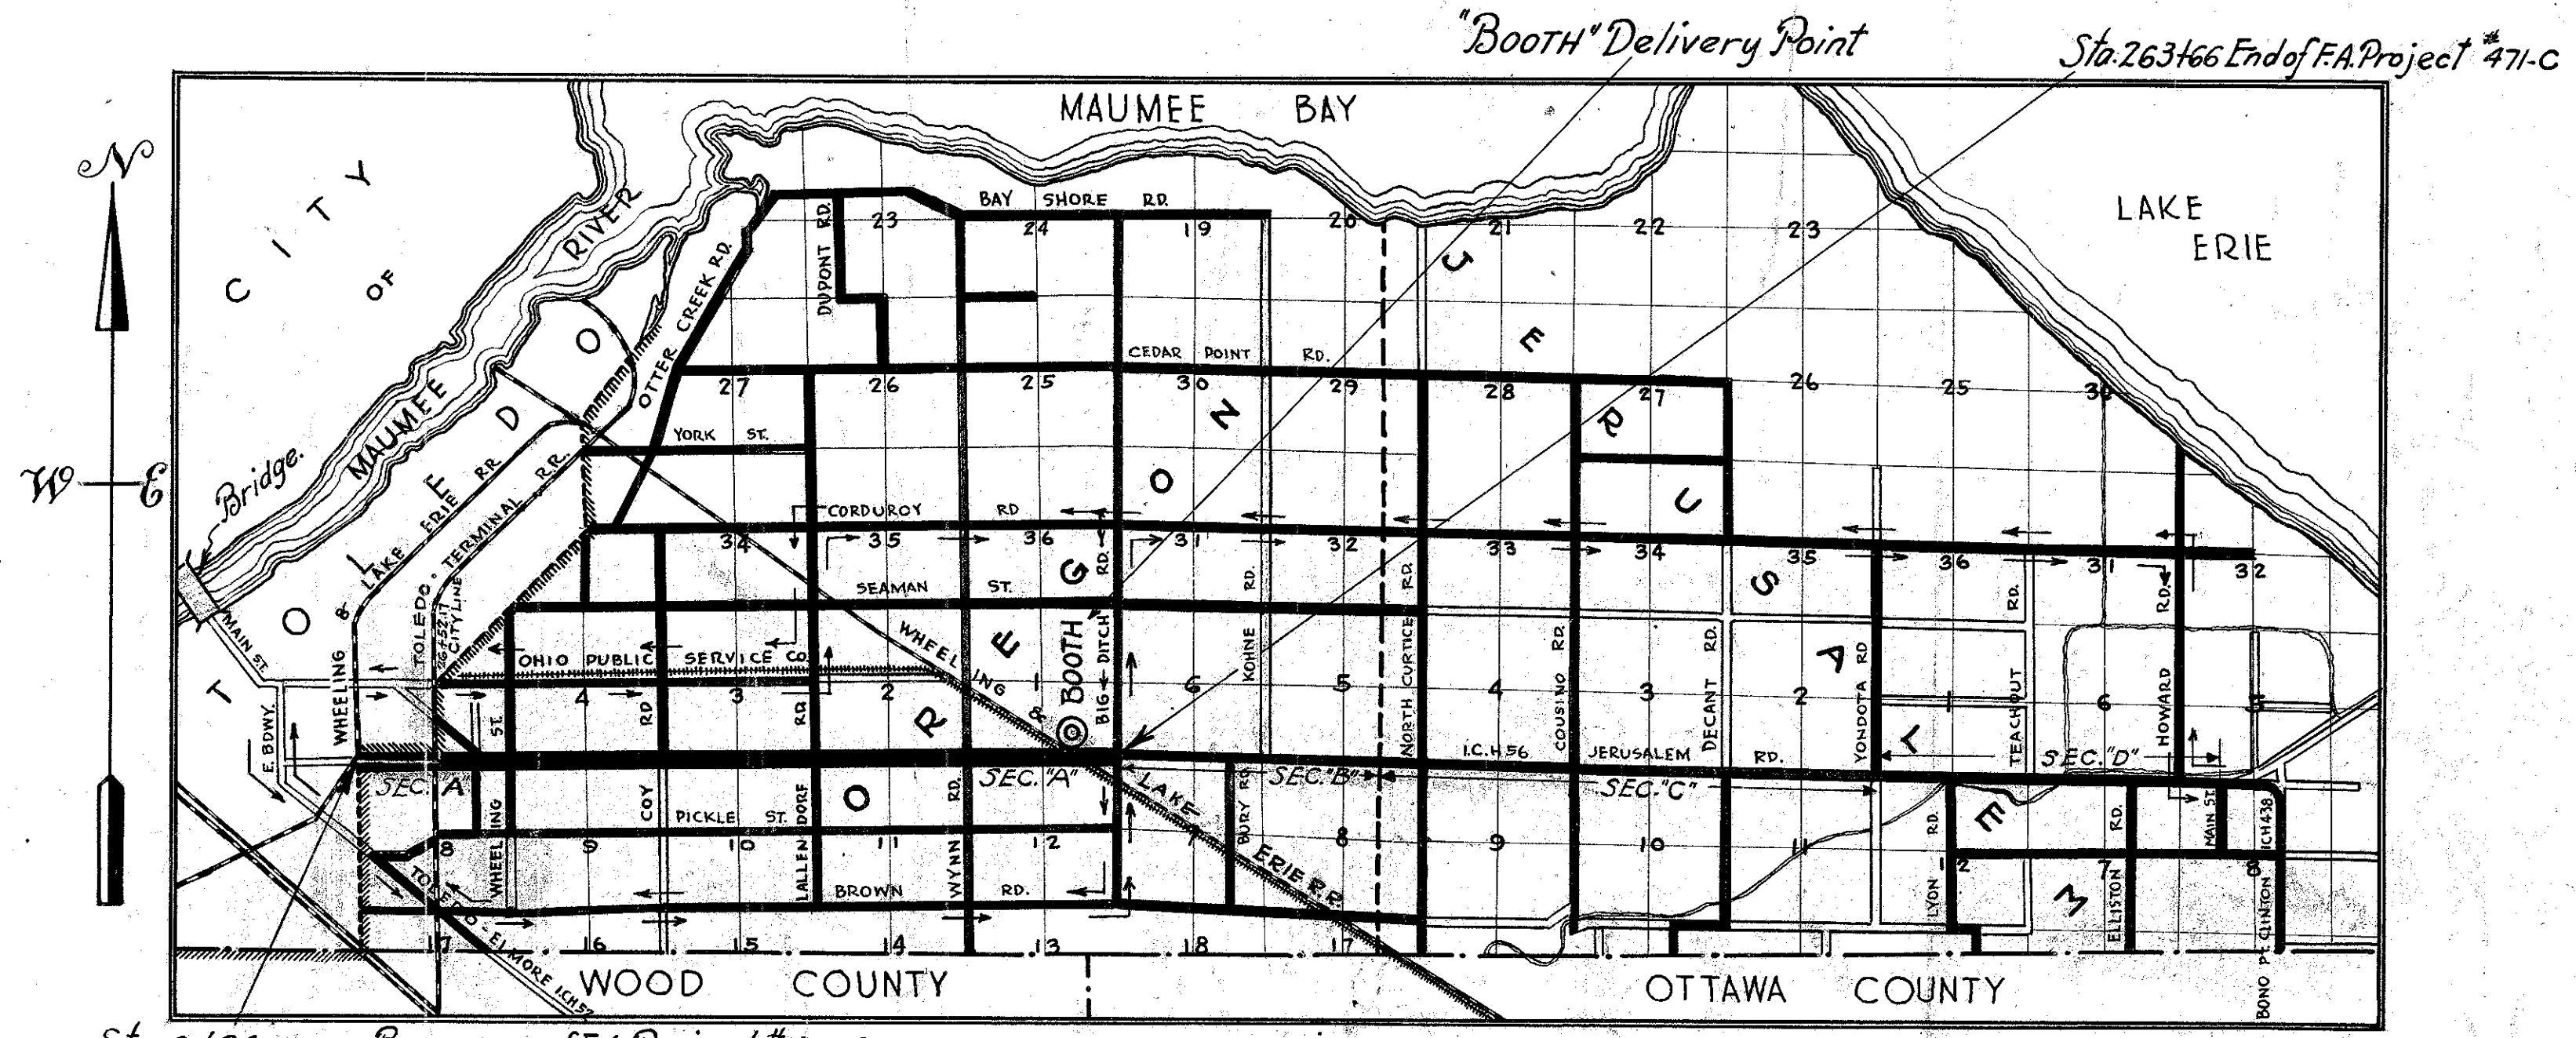 "BOOTH" Delivery Point
Sta. 263+66 End of F.A. Project #471-C
MAUMEE BAY
N
W E
CITY OF
TOLEDO
LAKE ERIE
MAUMEE RIVER
Bridge.
OREGON
JERUSALEM
BAY SHORE RD.
DUPONT RD.
OTTER CREEK RD.
23 24 19 20 21 22 23
CEDAR POINT RD.
27 26 25 30 29 28 27 26 25 30
YORK ST.
CORDUROY RD
34 35 36 31 32 33 34 35 36 31 32
SEAMAN ST.
LAKE ERIE RR.
TOLEDO TERMINAL R.R.
CITY LINE
WHEELING &
MAIN ST.
E. BDWY.
OHIO PUBLIC SERVICE CO.
WHEELING &
LAKE ERIE R.R.
BOOTH
BIG DITCH RD.
KOHNE RD.
NORTH CURTICE RD.
COUSINO RD.
DECANT RD.
YONDOTA RD
TEACHOUT RD.
HOWARD RD.
4 3 2 1 6 5 4 3 2 1 6 5
ST.
RD
RD.
I.C.H.56 JERUSALEM RD.
SEC. A
SEC. "A"
SEC. "B"
SEC. "C"
SEC. "D"
WHEELING
COY
PICKLE ST.
LALLENDORF
WYNN RD.
BURY RD.
LYON RD.
ELLISTON RD.
MAIN ST.
ICH 438
BONO PT. CLINTON
8 9 10 11 12 7 8 9 10 11 12 7 8
BROWN RD.
TOLEDO-ELMORE I.C.H.57
17 16 15 14 13 18 17
WOOD COUNTY
OTTAWA COUNTY